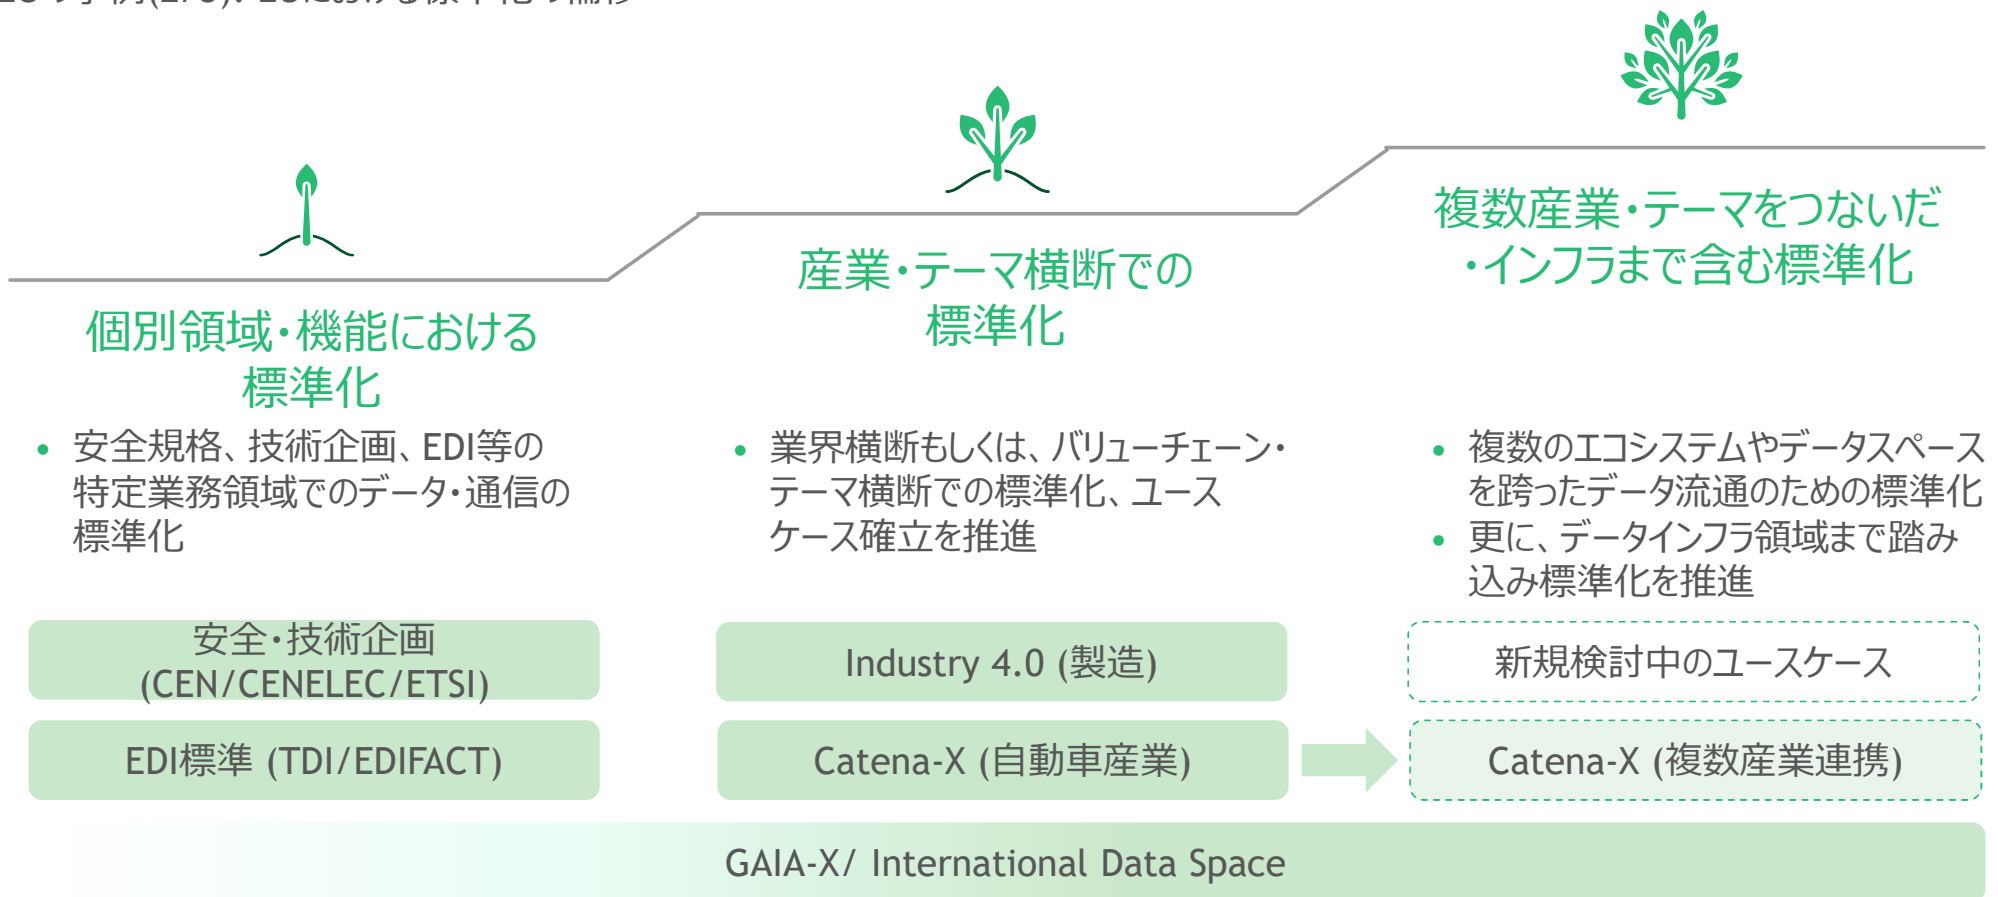 個別領域・機能における
標準化
・安全規格、技術企画、EDI等の
特定業務領域でのデータ・通信の
標準化
安全・技術企画
(CEN/CENELEC/ETSI)
EDI標準 (TDI/EDIFACT)
産業・テーマ横断での
標準化
・業界横断もしくは、バリューチェーン・
テーマ横断での標準化、ユース
ケース確立を推進
Industry 4.0 (製造)
Catena-X (自動車産業)
複数産業・テーマをつないだ
・インフラまで含む標準化
・複数のエコシステムやデータスペース
を跨ったデータ流通のための標準化
・更に、データインフラ領域まで踏み
込み標準化を推進
新規検討中のユースケース
Catena-X (複数産業連携)
GAIA-X/ International Data Space